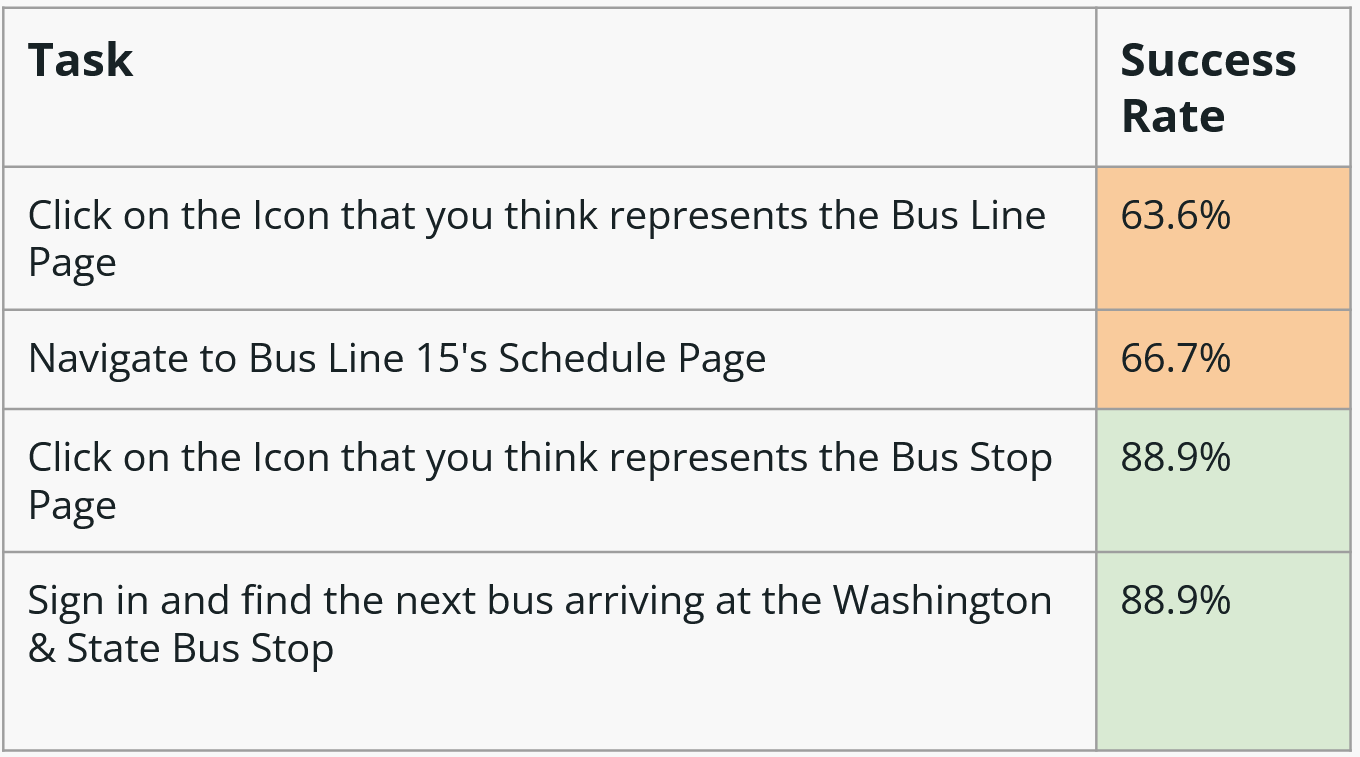 Task
Success
Rate
Click on the Icon that you think represents the Bus Line
Page
63.6%
Navigate to Bus Line 15's Schedule Page
66.7%
Click on the Icon that you think represents the Bus Stop
Page
88.9%
Sign in and find the next bus arriving at the Washington
& State Bus Stop
88.9%